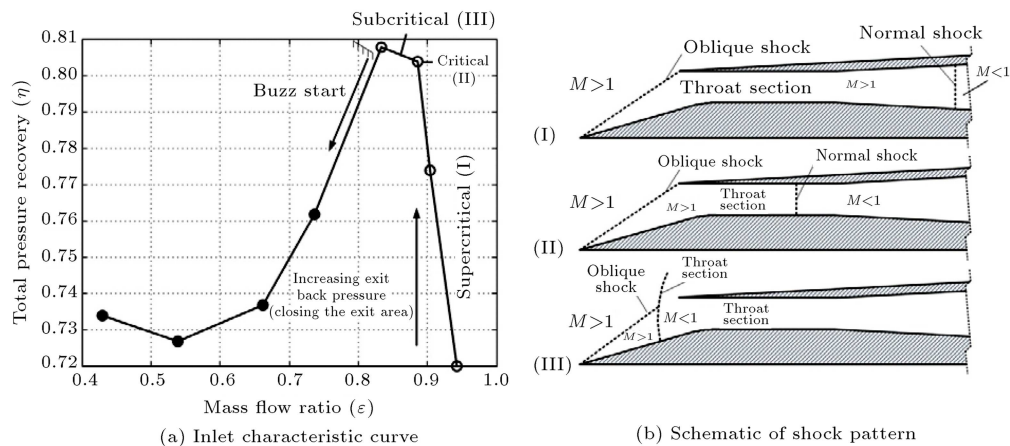 Subcritical (III)
0.81
0.80
0.79
0.78
0.77
0.76
0.75
0.74
0.73
0.72
Total pressure recovery (η)
Critical
(II)
Buzz start
Supercritical (I)
Increasing exit
back pressure
(closing the exit area)
0.4
0.5
0.6
0.7
0.8
0.9
1.0
Mass flow ratio (ε)
(a) Inlet characteristic curve
Normal shock
Oblique shock
M>1
M>1
M<1
Throat section
(I)
Oblique shock
Normal shock
M>1
M>1
Throat
section
M<1
(II)
Oblique
shock
Throat
section
M>1
M<1
M>1
Throat
section
(III)
(b) Schematic of shock pattern